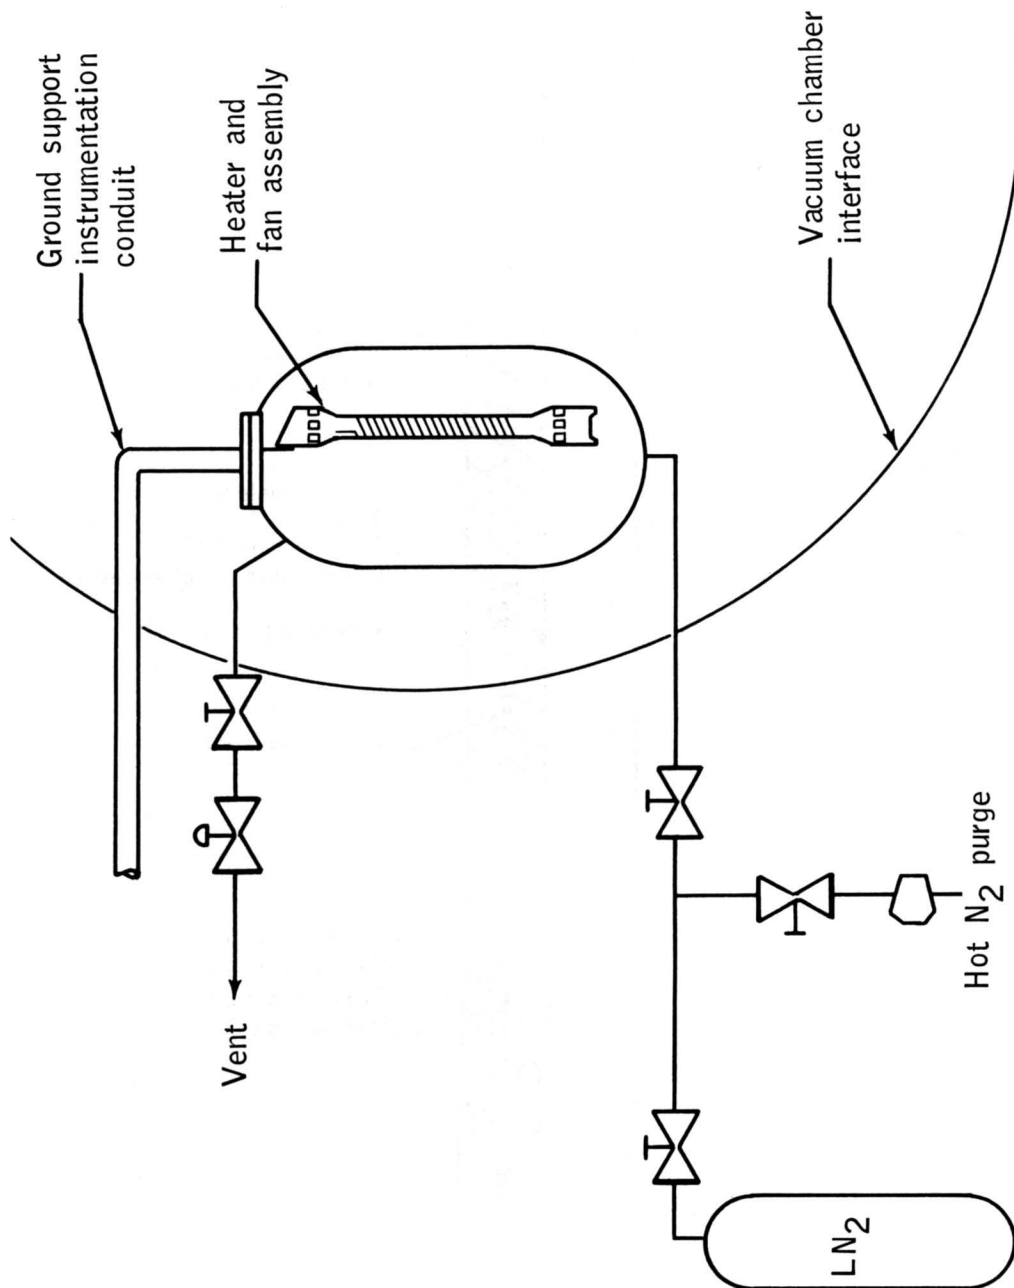 Ground support
instrumentation
conduit
Heater and
fan assembly
Vacuum chamber
interface
Vent
Hot N₂ purge
LN₂